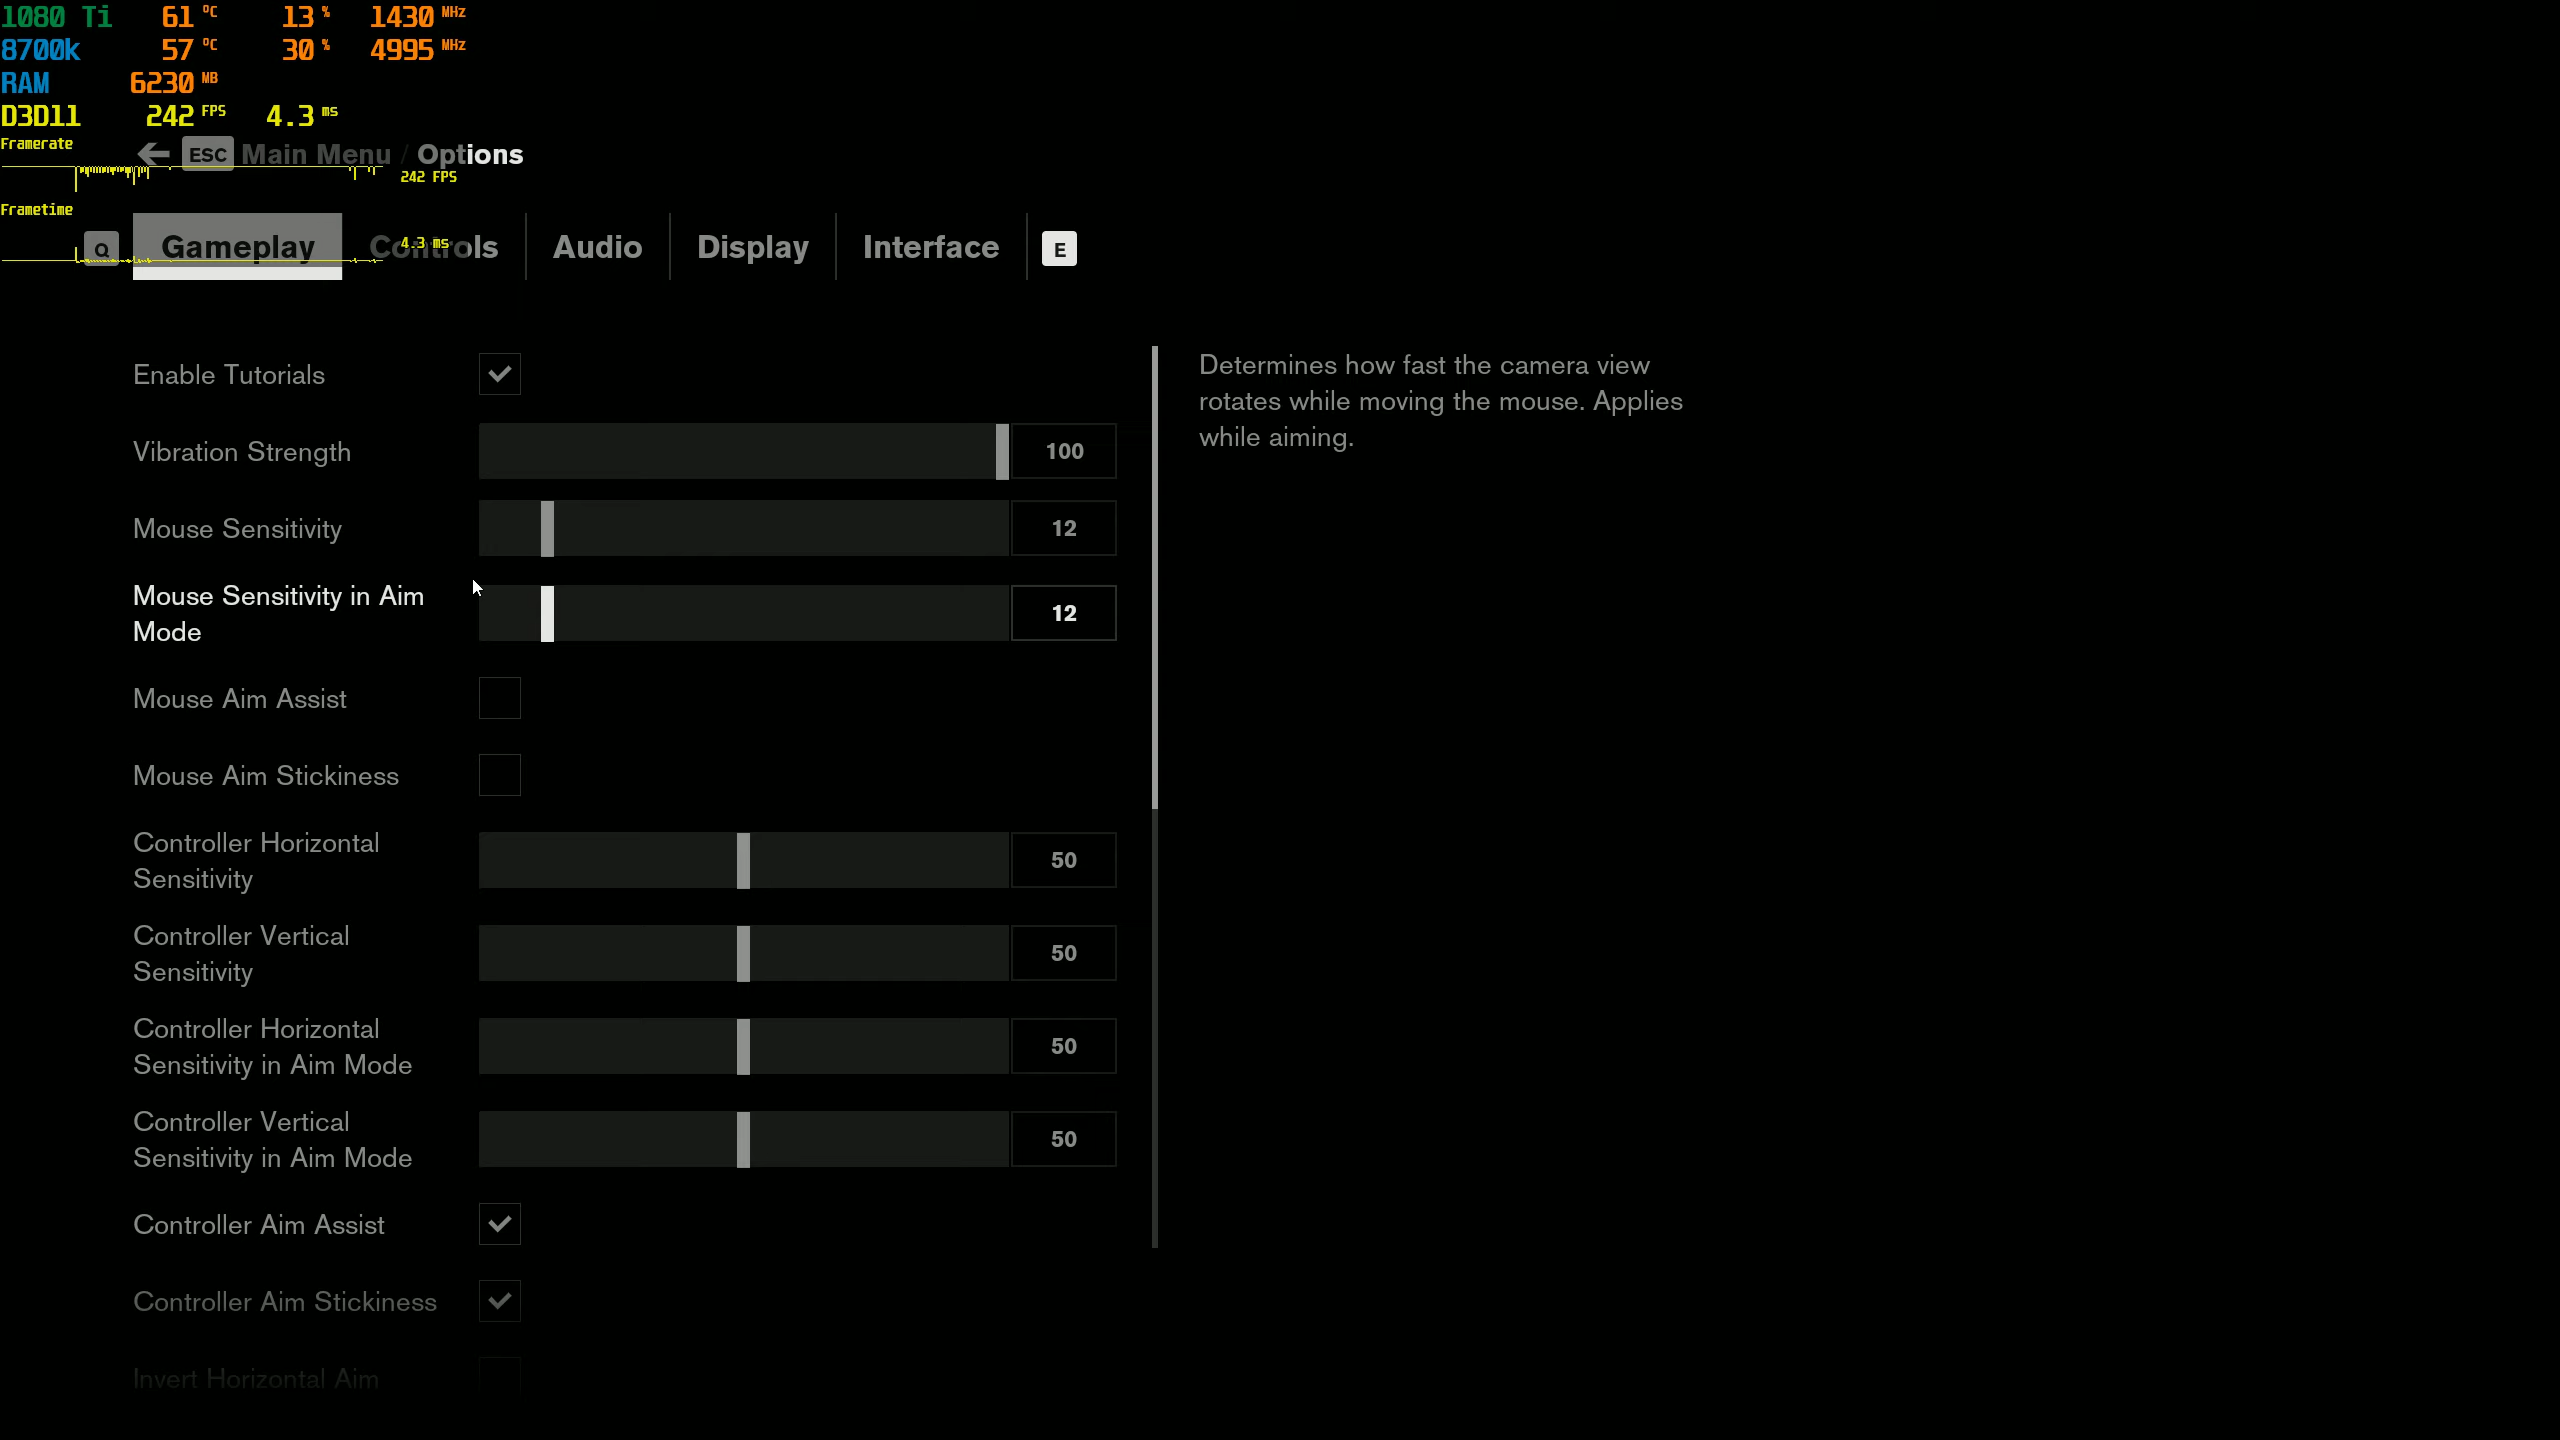 1080 Ti 61 °C 13 % 1430 MHz
8700k 57 °C 30 % 4995 MHz
RAM 6230 MB
D3D11 242 FPS 4.3 ms
Framerate
ESC Main Menu / Options
242 FPS
Frametime
4.3 ms
Q Gameplay Controls Audio Display Interface E
Enable Tutorials
Vibration Strength 100
Mouse Sensitivity 12
Mouse Sensitivity in Aim
Mode 12
Mouse Aim Assist
Mouse Aim Stickiness
Controller Horizontal
Sensitivity 50
Controller Vertical
Sensitivity 50
Controller Horizontal
Sensitivity in Aim Mode 50
Controller Vertical
Sensitivity in Aim Mode 50
Controller Aim Assist
Controller Aim Stickiness
Invert Horizontal Aim
Determines how fast the camera view
rotates while moving the mouse. Applies
while aiming.